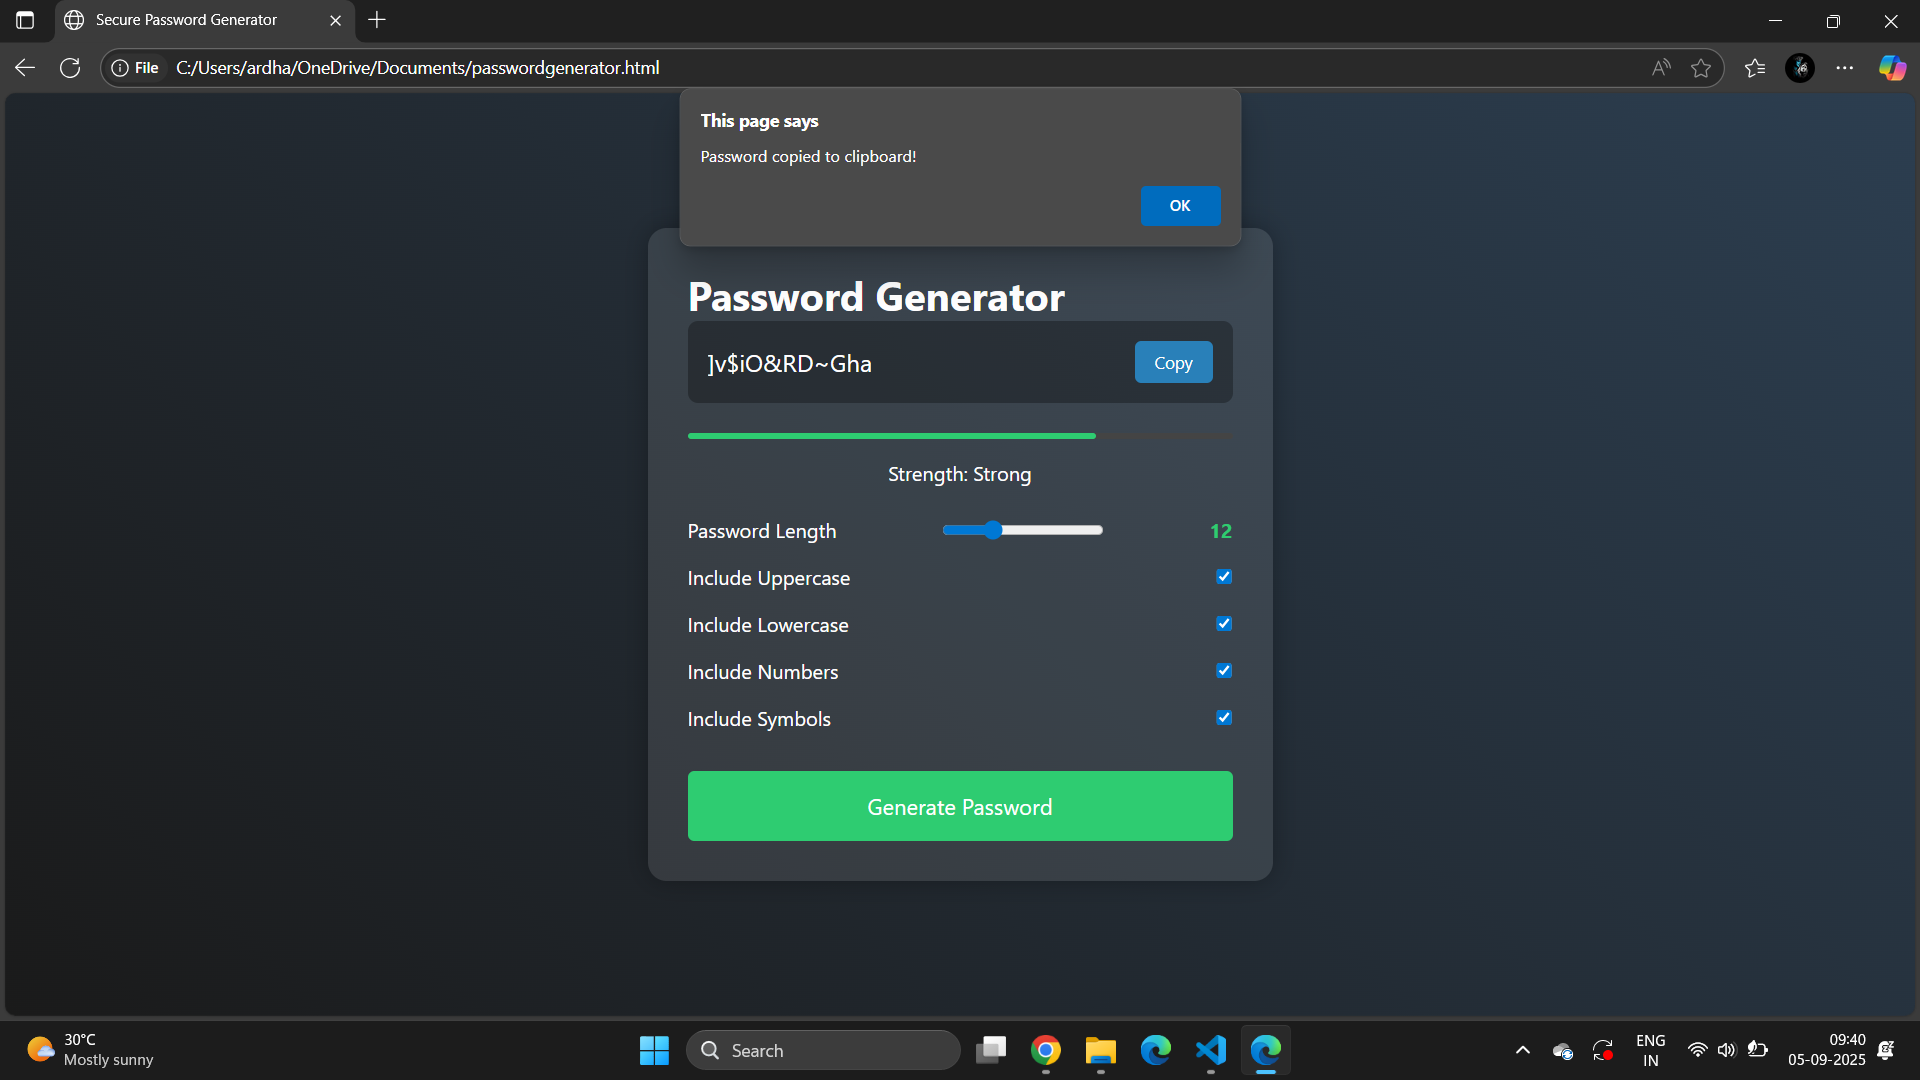 Secure Password Generator
File
C:/Users/ardha/OneDrive/Documents/passwordgenerator.html
This page says
Password copied to clipboard!
OK
Password Generator
]v$iO&RD~Gha
Copy
Strength: Strong
Password Length
12
Include Uppercase
Include Lowercase
Include Numbers
Include Symbols
Generate Password
30°C
Mostly sunny
Search
ENG
IN
09:40
05-09-2025